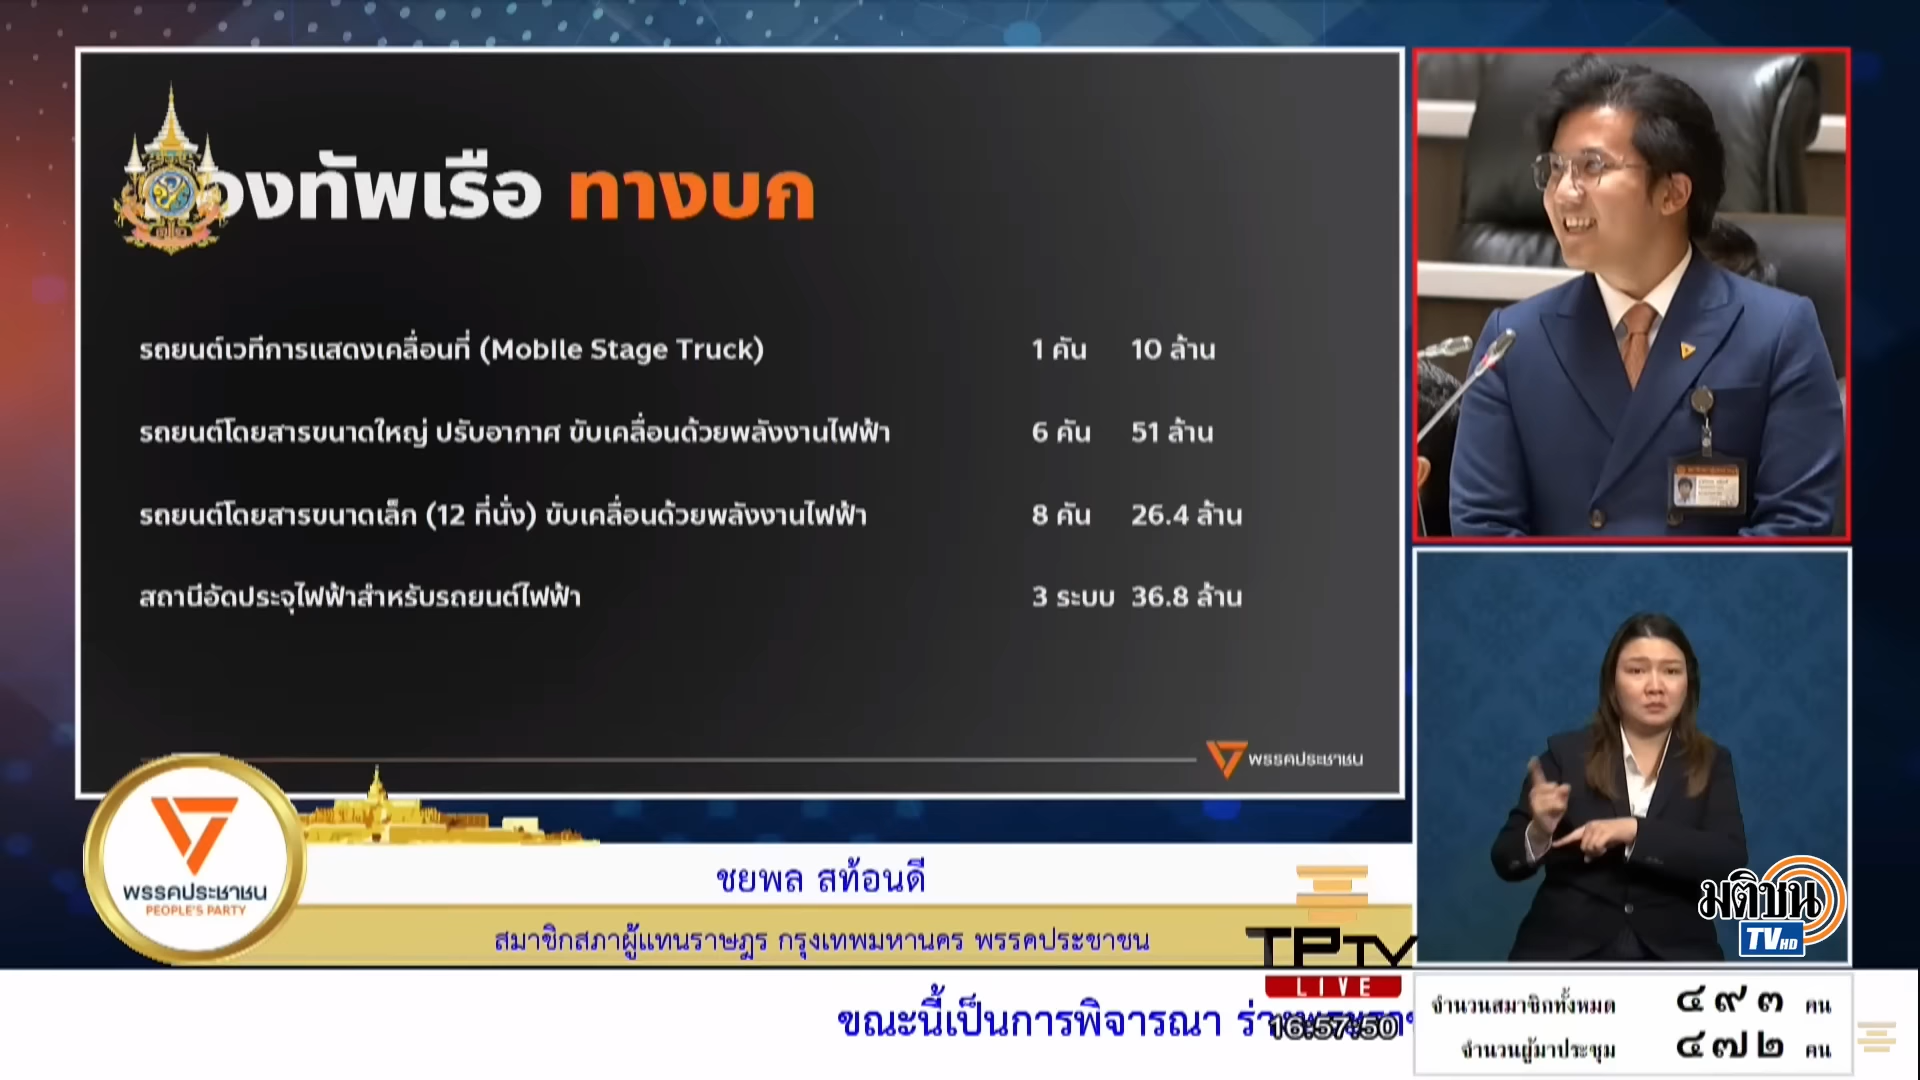 องทัพเรือ ทางบก
รถยนต์เวทีการแสดงเคลื่อนที่ (Mobile Stage Truck) 1 คัน 10 ล้าน
รถยนต์โดยสารขนาดใหญ่ ปรับอากาศ ขับเคลื่อนด้วยพลังงานไฟฟ้า 6 คัน 51 ล้าน
รถยนต์โดยสารขนาดเล็ก (12 ที่นั่ง) ขับเคลื่อนด้วยพลังงานไฟฟ้า 8 คัน 26.4 ล้าน
สถานีอัดประจุไฟฟ้าสำหรับรถยนต์ไฟฟ้า 3 ระบบ 36.8 ล้าน
พรรคประชาชน
พรรคประชาชน
PEOPLE'S PARTY
ชยพล สท้อนดี
สมาชิกสภาผู้แทนราษฎร กรุงเทพมหานคร พรรคประชาชน
TPTV
LIVE
16:57:50
ขณะนี้เป็นการพิจารณา
มติชน
TV HD
จำนวนสมาชิกทั้งหมด ๔๙๓ คน
จำนวนผู้มาประชุม ๔๗๒ คน